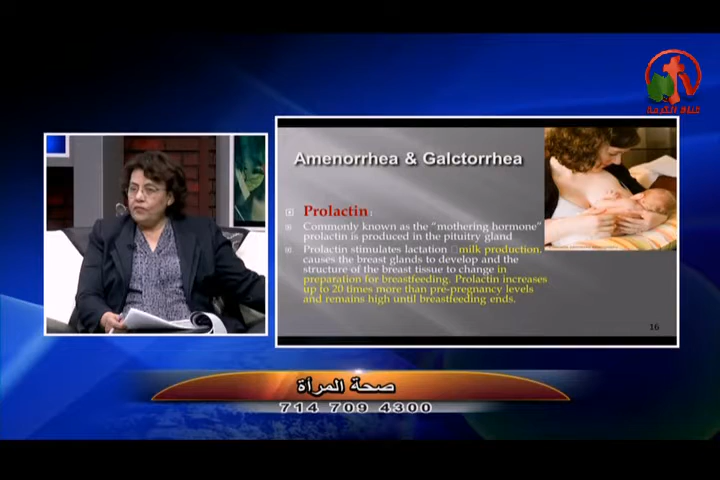 قناة الكرمة
Amenorrhea & Galctorrhea
Prolactin :
Commonly known as the “mothering hormone”
prolactin is produced in the pituitry gland
Prolactin stimulates lactation milk production,
causes the breast glands to develop and the
structure of the breast tissue to change in
preparation for breastfeeding. Prolactin increases
up to 20 times more than pre-pregnancy levels
and remains high until breastfeeding ends.
16
صحة المرأة
714 709 4300